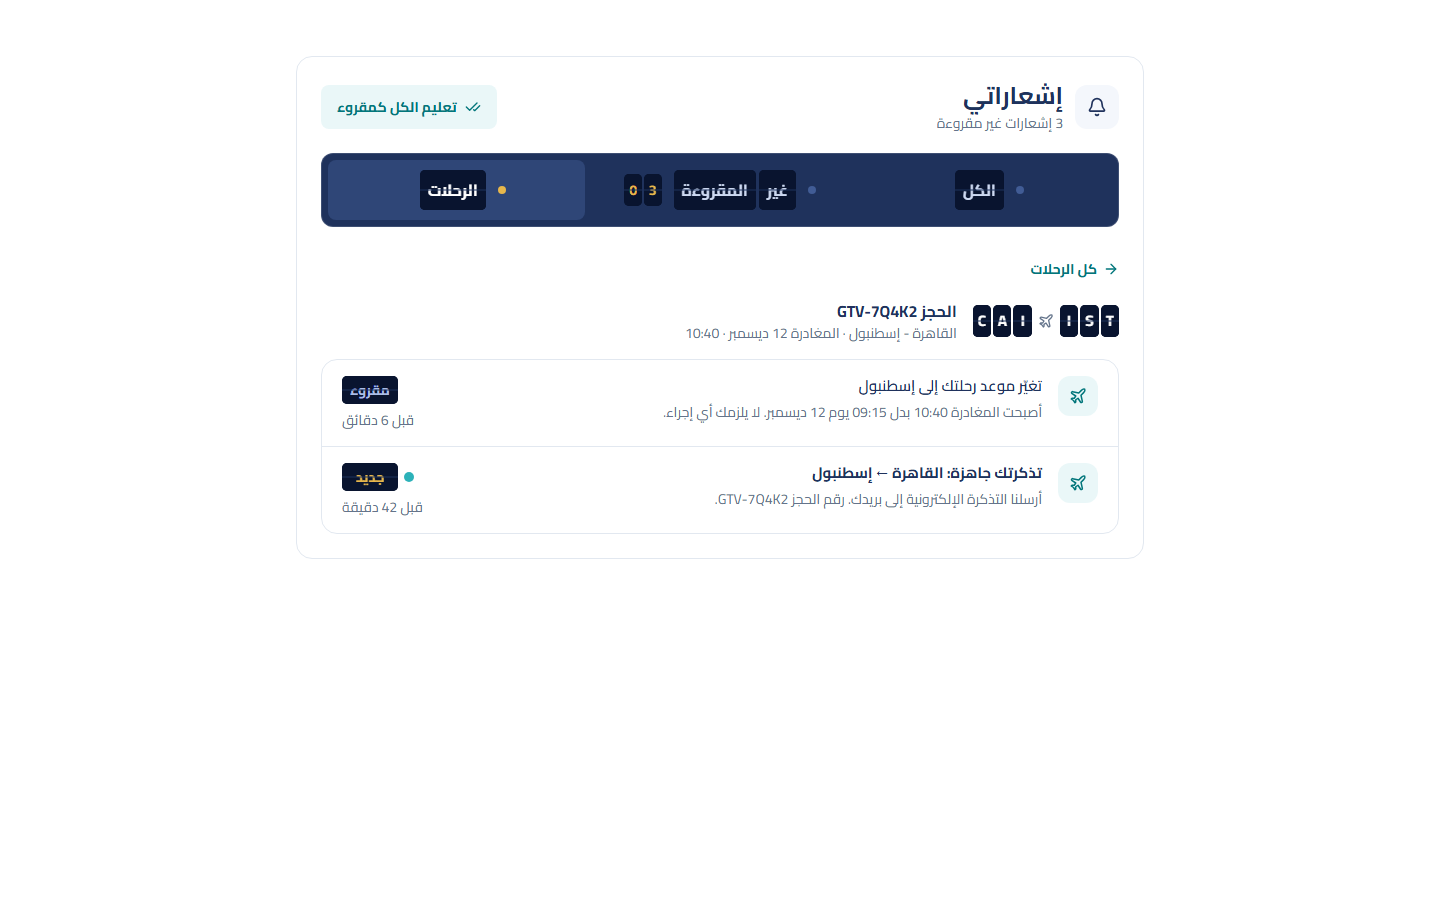 إشعاراتي
3 إشعارات غير مقروءة
تعليم الكل كمقروء
الكل
غير المقروءة 03
الرحلات
كل الرحلات
CAI IST
الحجز GTV-7Q4K2
القاهرة - إسطنبول · المغادرة 12 ديسمبر · 10:40
تغيّر موعد رحلتك إلى إسطنبول
أصبحت المغادرة 10:40 بدل 09:15 يوم 12 ديسمبر. لا يلزمك أي إجراء.
مقروء
قبل 6 دقائق
تذكرتك جاهزة: القاهرة ← إسطنبول
أرسلنا التذكرة الإلكترونية إلى بريدك. رقم الحجز GTV-7Q4K2.
جديد
قبل 42 دقيقة